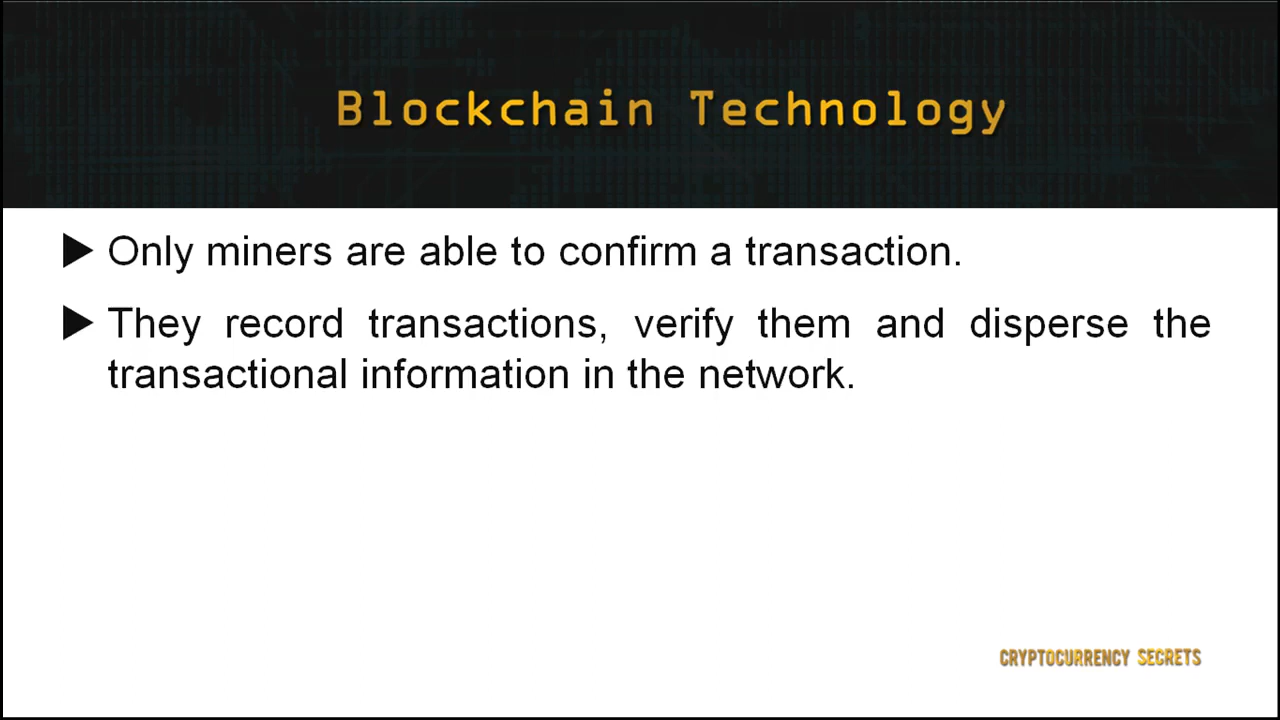 Blockchain Technology
▶ Only miners are able to confirm a transaction.
▶ They record transactions, verify them and disperse the
transactional information in the network.
CRYPTOCURRENCY SECRETS